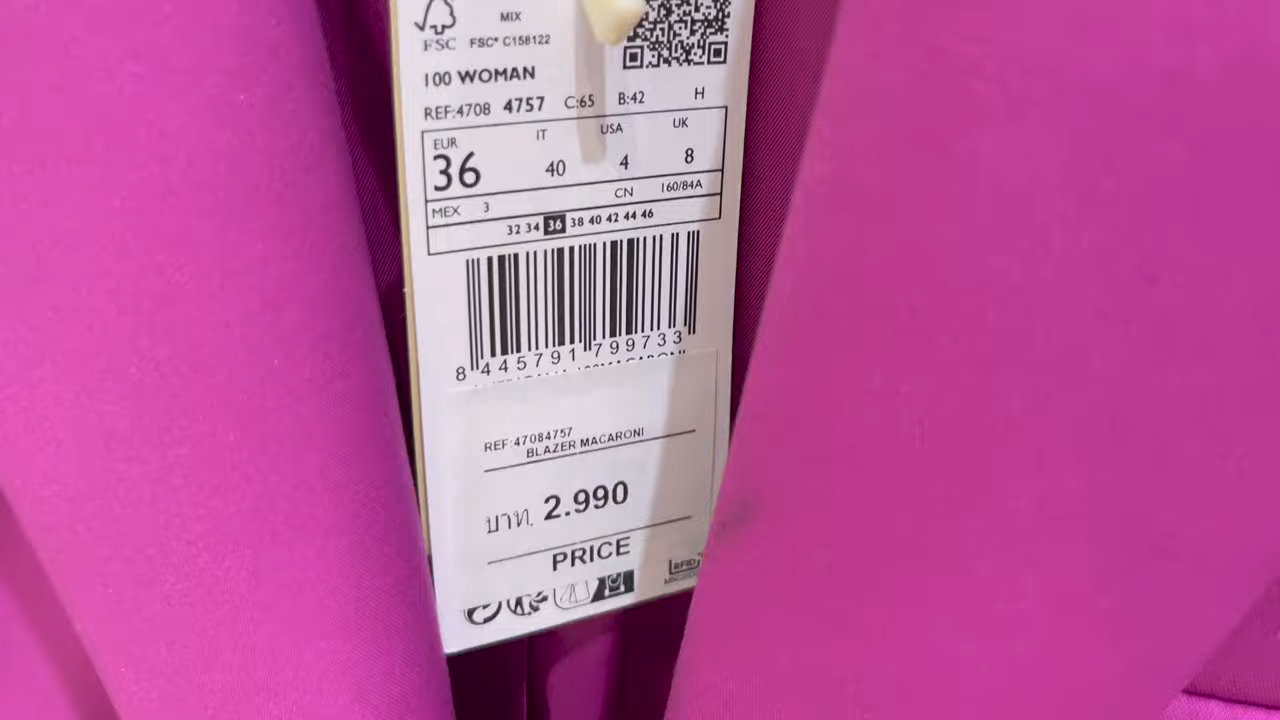 MIX
FSC FSC® C158122
100 WOMAN
REF:4708 4757 C:65 B:42 H
EUR IT USA UK
36 40 4 8
MEX 3 CN 160/84A
32 34 36 38 40 42 44 46
8 445791 799733
REF:47084757
BLAZER MACARONI
บาท. 2.990
PRICE
RFID